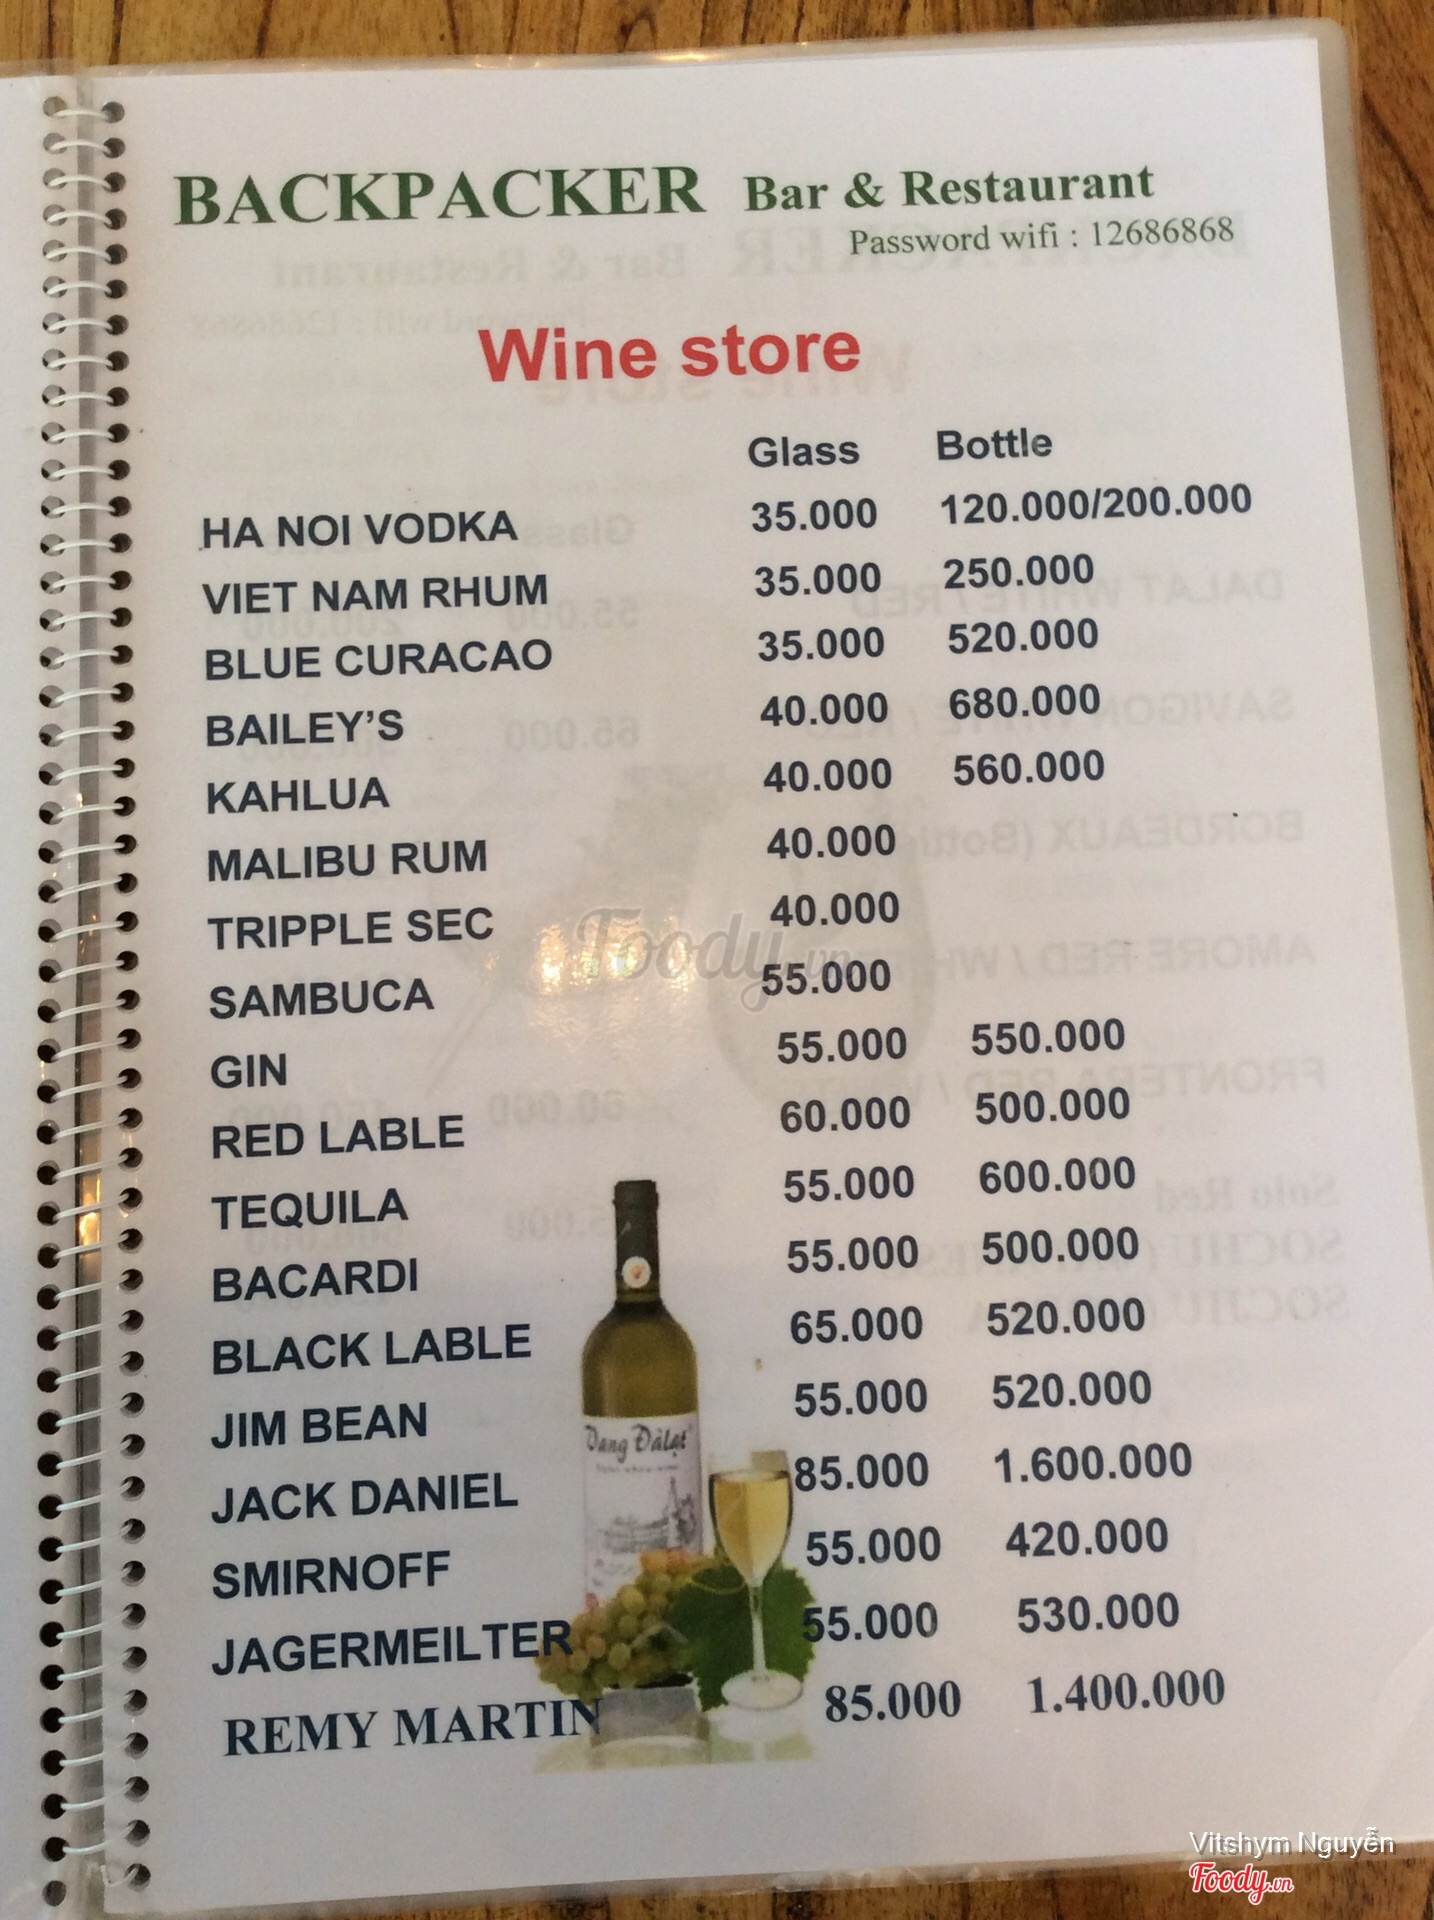 BACKPACKER Bar & Restaurant
Password wifi : 12686868
Wine store
Glass Bottle
HA NOI VODKA 35.000 120.000/200.000
VIET NAM RHUM 35.000 250.000
BLUE CURACAO 35.000 520.000
BAILEY’S 40.000 680.000
KAHLUA 40.000 560.000
MALIBU RUM 40.000
TRIPPLE SEC 40.000
SAMBUCA 55.000
GIN 55.000 550.000
RED LABLE 60.000 500.000
TEQUILA 55.000 600.000
BACARDI 55.000 500.000
BLACK LABLE 65.000 520.000
JIM BEAN 55.000 520.000
JACK DANIEL 85.000 1.600.000
SMIRNOFF 55.000 420.000
JAGERMEILTER 55.000 530.000
REMY MARTIN 85.000 1.400.000
Vang Đàlạt
Foody.vn
Vitshym Nguyễn
Foody.vn